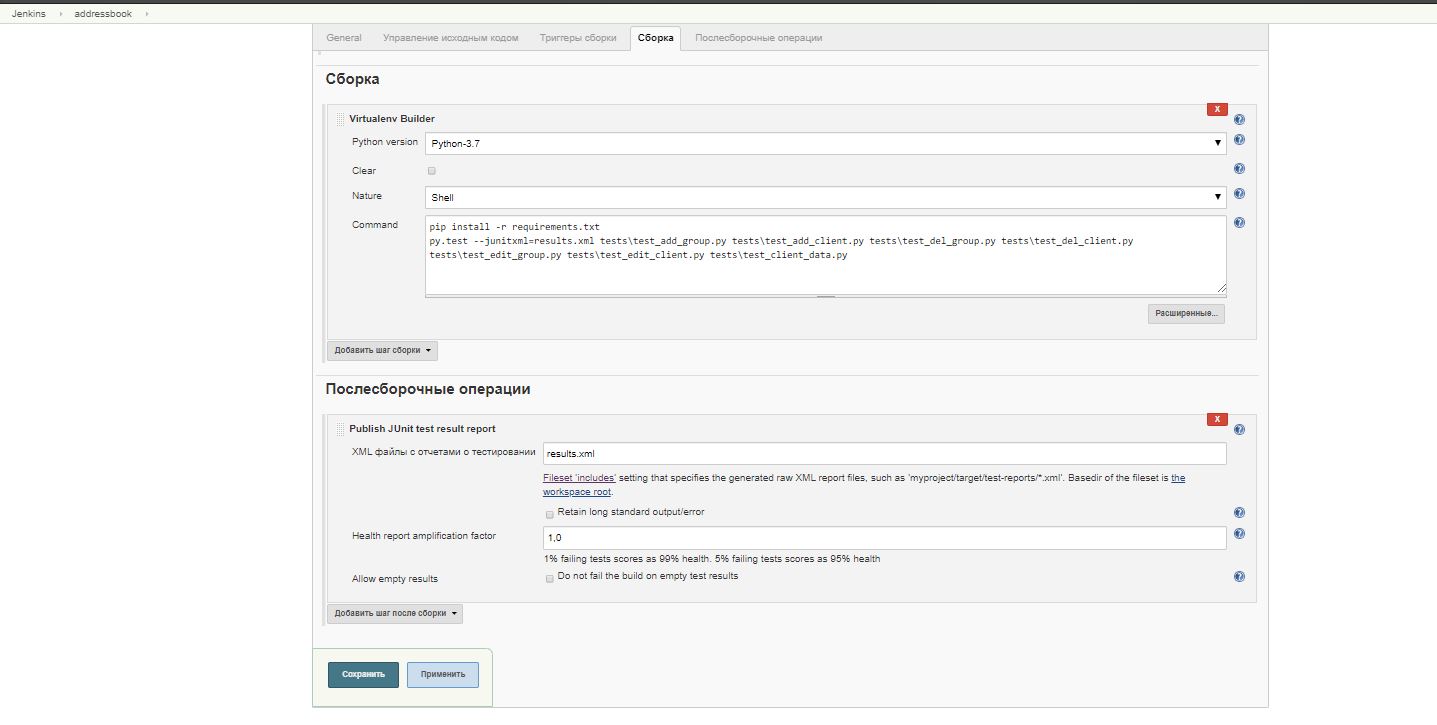 Jenkins › addressbook ›
General Управление исходным кодом Триггеры сборки Сборка Послесборочные операции
Сборка
X
Virtualenv Builder
Python version Python-3.7
Clear
Nature Shell
Command pip install -r requirements.txt
py.test --junitxml=results.xml tests\test_add_group.py tests\test_add_client.py tests\test_del_group.py tests\test_del_client.py
tests\test_edit_group.py tests\test_edit_client.py tests\test_client_data.py
Расширенные...
Добавить шаг сборки
Послесборочные операции
X
Publish JUnit test result report
XML файлы с отчетами о тестировании results.xml
Fileset 'includes' setting that specifies the generated raw XML report files, such as 'myproject/target/test-reports/*.xml'. Basedir of the fileset is the
workspace root.
Retain long standard output/error
Health report amplification factor 1,0
1% failing tests scores as 99% health. 5% failing tests scores as 95% health
Allow empty results Do not fail the build on empty test results
Добавить шаг после сборки
Сохранить Применить